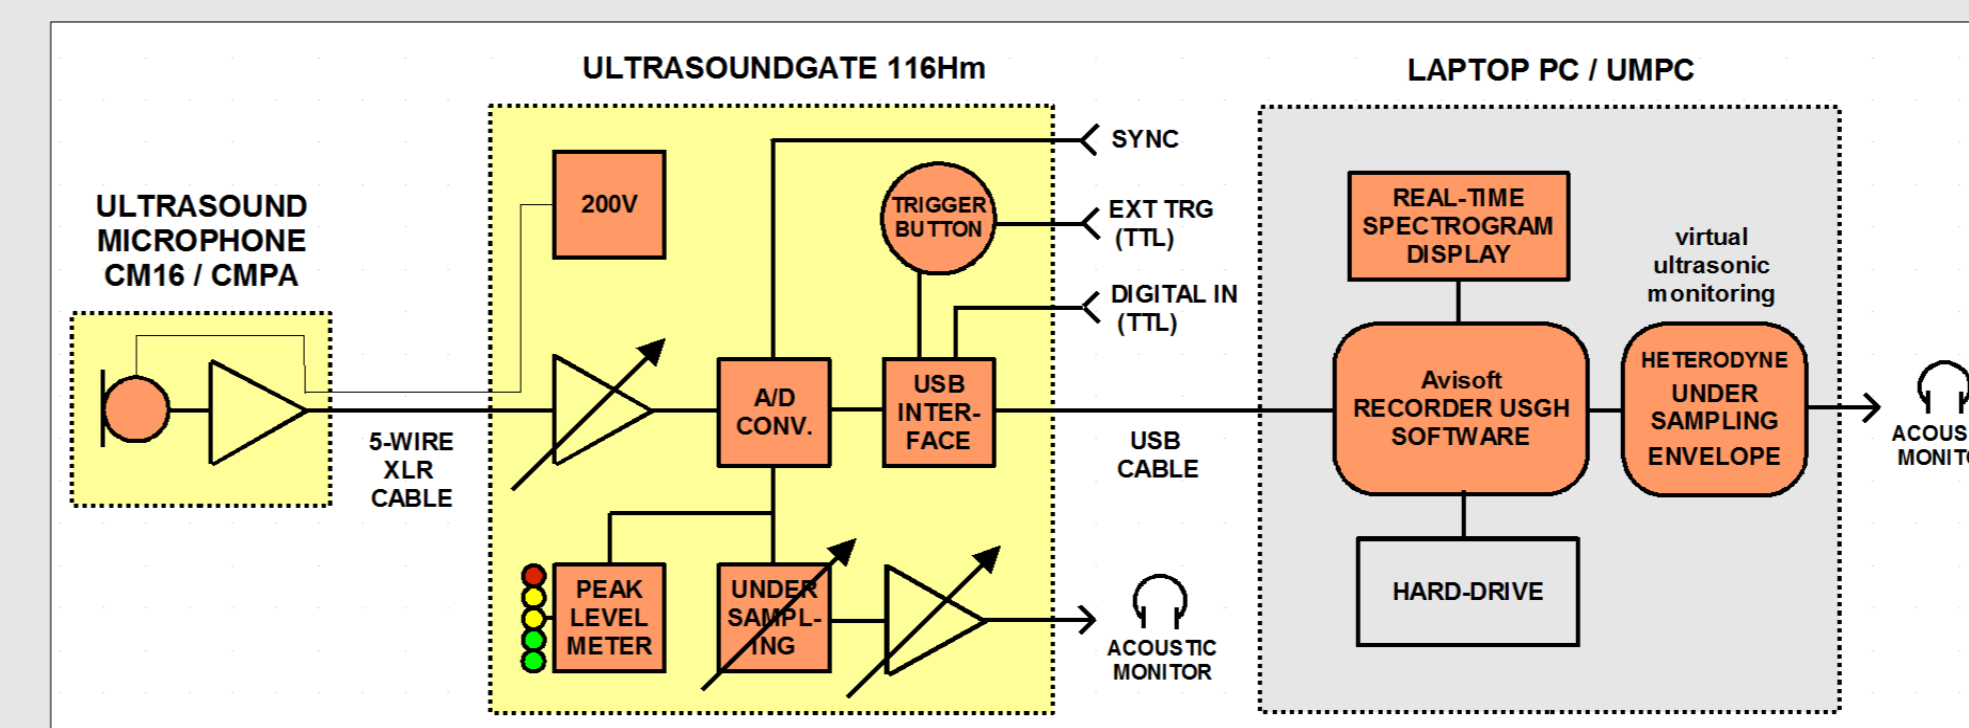 ULTRASOUNDGATE 116Hm
LAPTOP PC / UMPC
ULTRASOUND
MICROPHONE
CM16 / CMPA
5-WIRE
XLR
CABLE
200V
TRIGGER
BUTTON
SYNC
EXT TRG
(TTL)
DIGITAL IN
(TTL)
A/D
CONV.
USB
INTER-
FACE
USB
CABLE
PEAK
LEVEL
METER
UNDER
SAMPL-
ING
ACOUSTIC
MONITOR
REAL-TIME
SPECTROGRAM
DISPLAY
virtual
ultrasonic
monitoring
Avisoft
RECORDER USGH
SOFTWARE
HETERODYNE
UNDER
SAMPLING
ENVELOPE
HARD-DRIVE